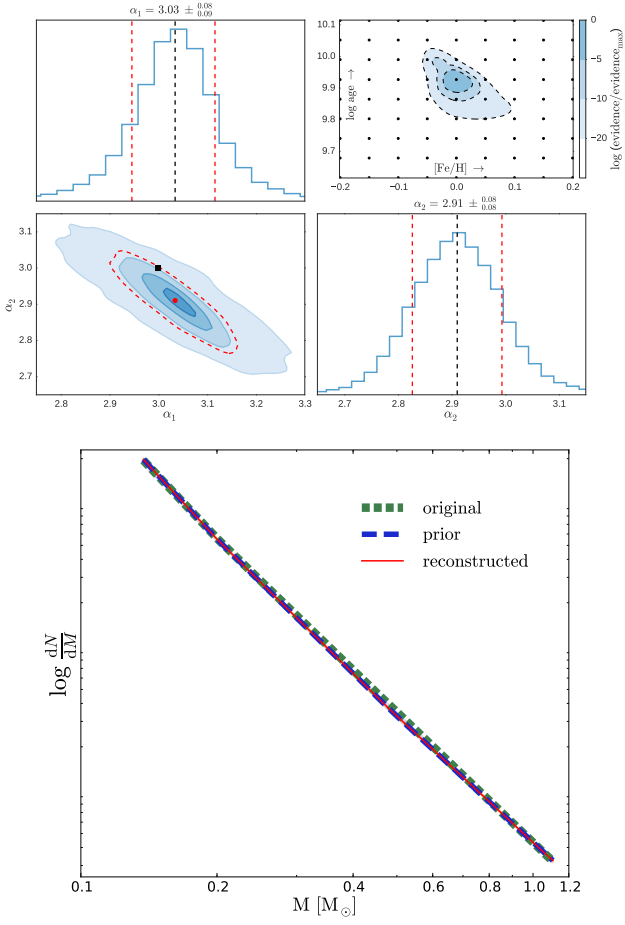 α₁ = 3.03 ± 0.08 0.09
10.1
10.0
9.9
9.8
9.7
log age →
[Fe/H] →
−0.2 −0.1 0.0 0.1 0.2
0
−5
−10
−20
log (evidence/evidence_max)
3.1
3.0
2.9
2.8
2.7
α₂
2.8 2.9 3.0 3.1 3.2 3.3
α₁
α₂ = 2.91 ± 0.08 0.08
2.7 2.8 2.9 3.0 3.1
α₂
original
prior
reconstructed
log dN/dM
0.1 0.2 0.4 0.6 0.8 1.0 1.2
M [M⊙]